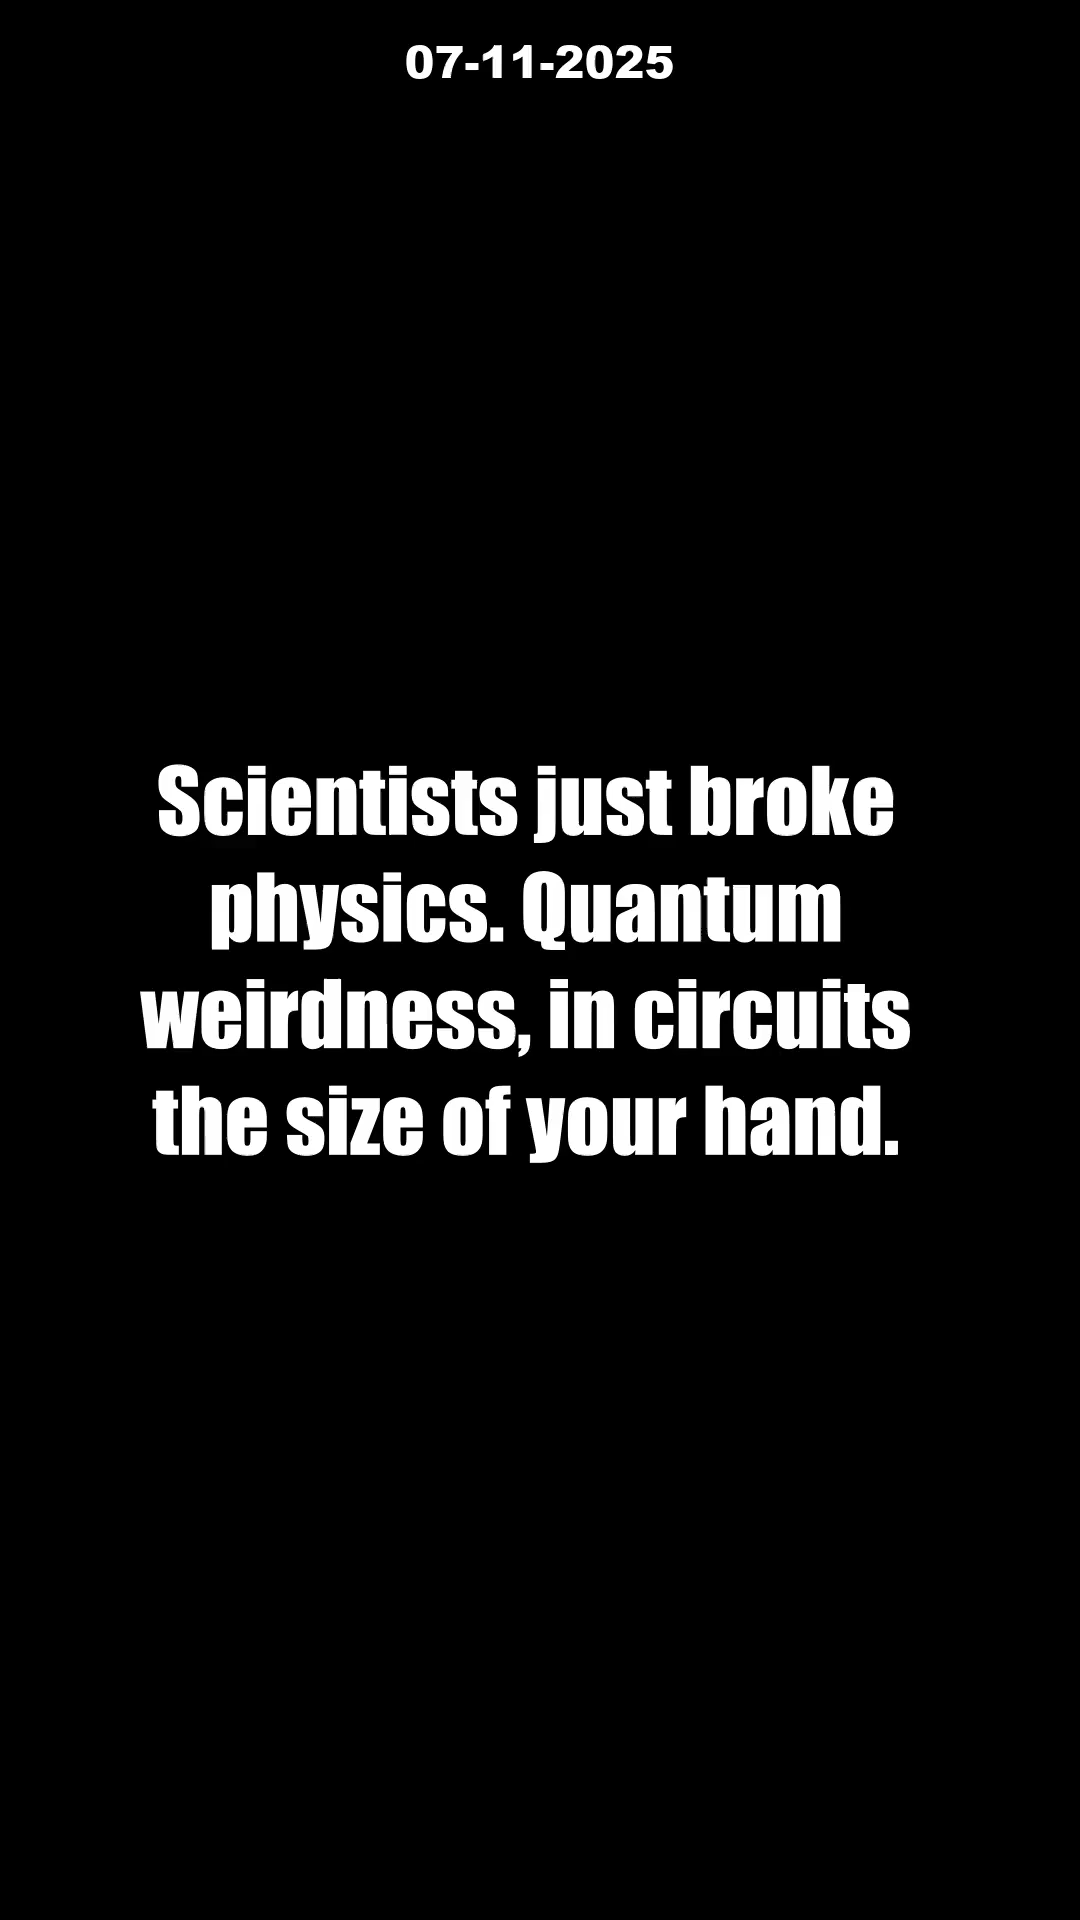 07-11-2025
Scientists just broke
physics. Quantum
weirdness, in circuits
the size of your hand.